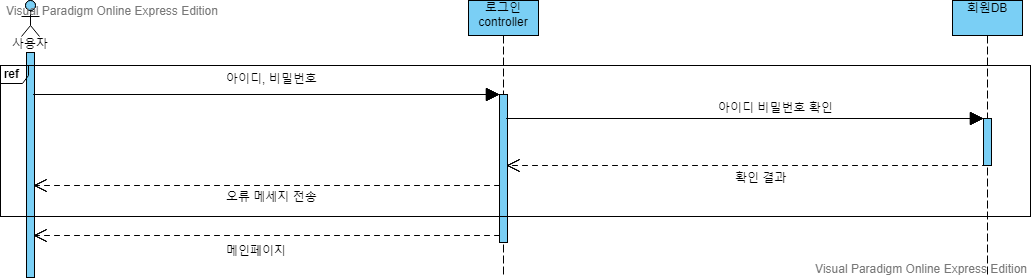 Visual Paradigm Online Express Edition
사용자
로그인
controller
회원DB
ref
아이디, 비밀번호
아이디 비밀번호 확인
확인 결과
오류 메세지 전송
메인페이지
Visual Paradigm Online Express Edition